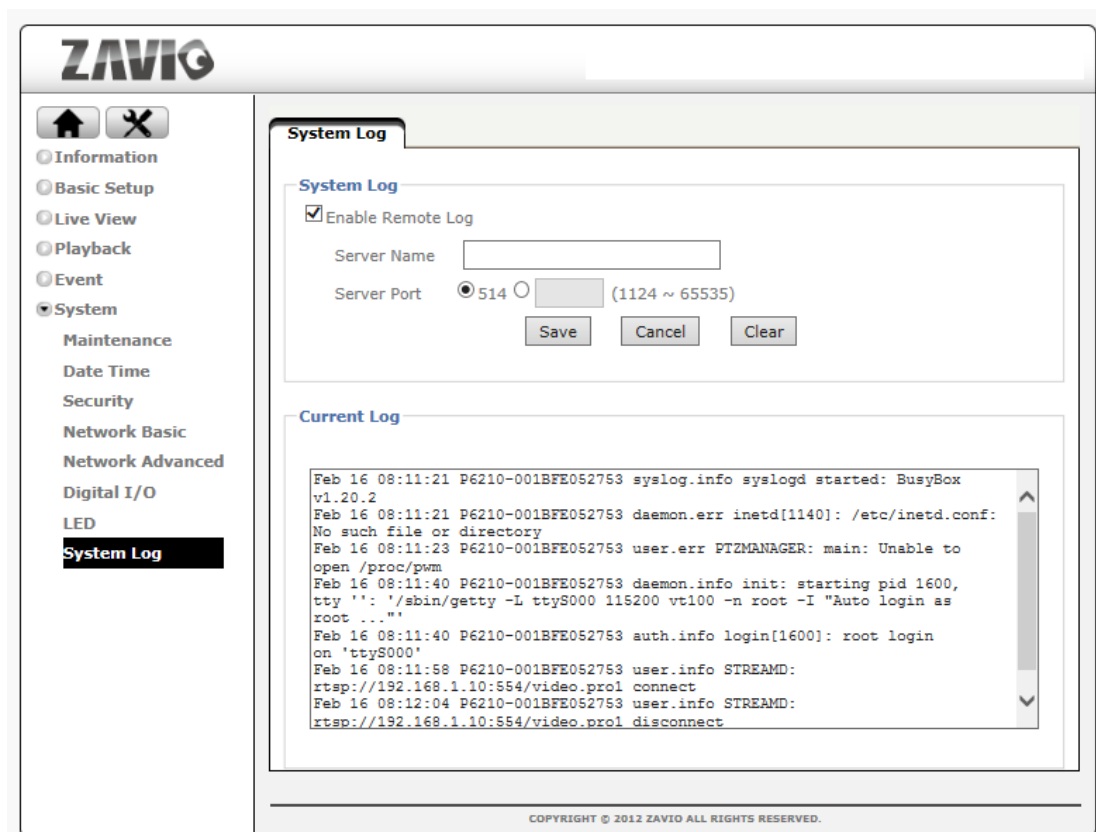 ZAVIO
Information
Basic Setup
Live View
Playback
Event
System
Maintenance
Date Time
Security
Network Basic
Network Advanced
Digital I/O
LED
System Log
System Log
System Log
Enable Remote Log
Server Name
Server Port 514 (1124 ~ 65535)
Save Cancel Clear
Current Log
Feb 16 08:11:21 P6210-001BFE052753 syslog.info syslogd started: BusyBox
v1.20.2
Feb 16 08:11:21 P6210-001BFE052753 daemon.err inetd[1140]: /etc/inetd.conf:
No such file or directory
Feb 16 08:11:23 P6210-001BFE052753 user.err PTZMANAGER: main: Unable to
open /proc/pwm
Feb 16 08:11:40 P6210-001BFE052753 daemon.info init: starting pid 1600,
tty '': '/sbin/getty -L ttyS000 115200 vt100 -n root -I "Auto login as
root ..."'
Feb 16 08:11:40 P6210-001BFE052753 auth.info login[1600]: root login
on 'ttyS000'
Feb 16 08:11:58 P6210-001BFE052753 user.info STREAMD:
rtsp://192.168.1.10:554/video.pro1 connect
Feb 16 08:12:04 P6210-001BFE052753 user.info STREAMD:
rtsp://192.168.1.10:554/video.pro1 disconnect
COPYRIGHT © 2012 ZAVIO ALL RIGHTS RESERVED.